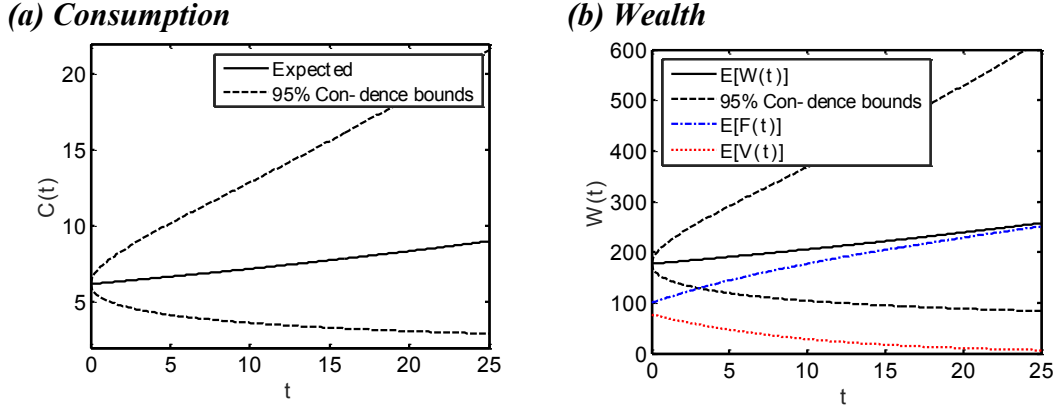 (a) Consumption
20
15
10
5
0 5 10 15 20 25
t
C(t)
Expected
95% Con- dence bounds
(b) Wealth
600
500
400
300
200
100
0
0 5 10 15 20 25
t
W(t)
E[W(t)]
95% Con- dence bounds
E[F(t)]
E[V(t)]